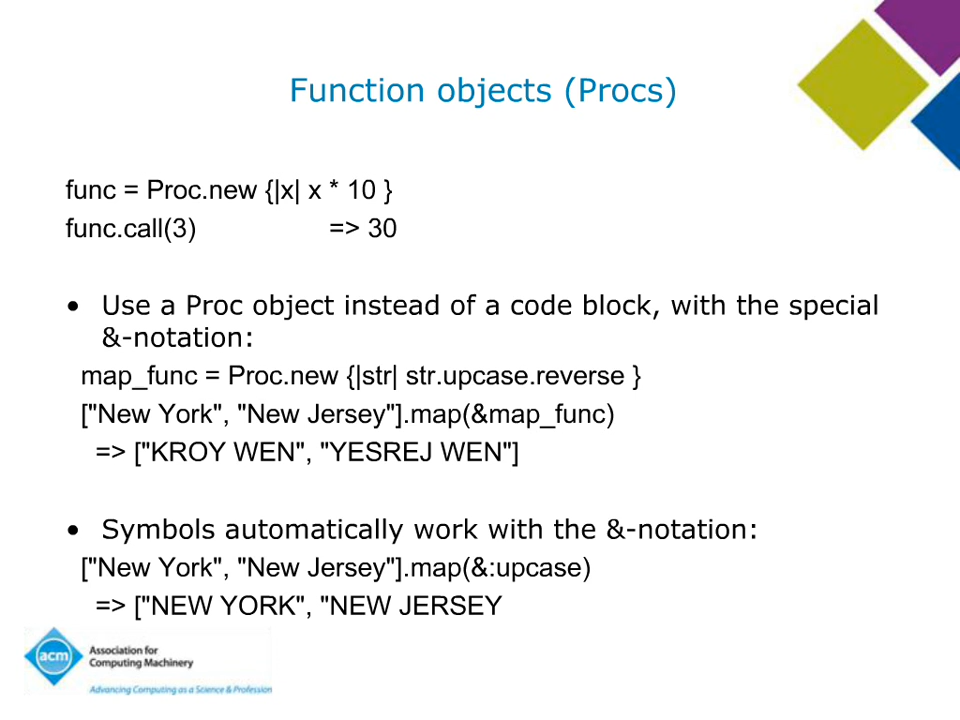 Function objects (Procs)
func = Proc.new {|x| x * 10 }
func.call(3) => 30
• Use a Proc object instead of a code block, with the special
&-notation:
map_func = Proc.new {|str| str.upcase.reverse }
["New York", "New Jersey"].map(&map_func)
=> ["KROY WEN", "YESREJ WEN"]
• Symbols automatically work with the &-notation:
["New York", "New Jersey"].map(&:upcase)
=> ["NEW YORK", "NEW JERSEY
acm
Association for
Computing Machinery
Advancing Computing as a Science & Profession